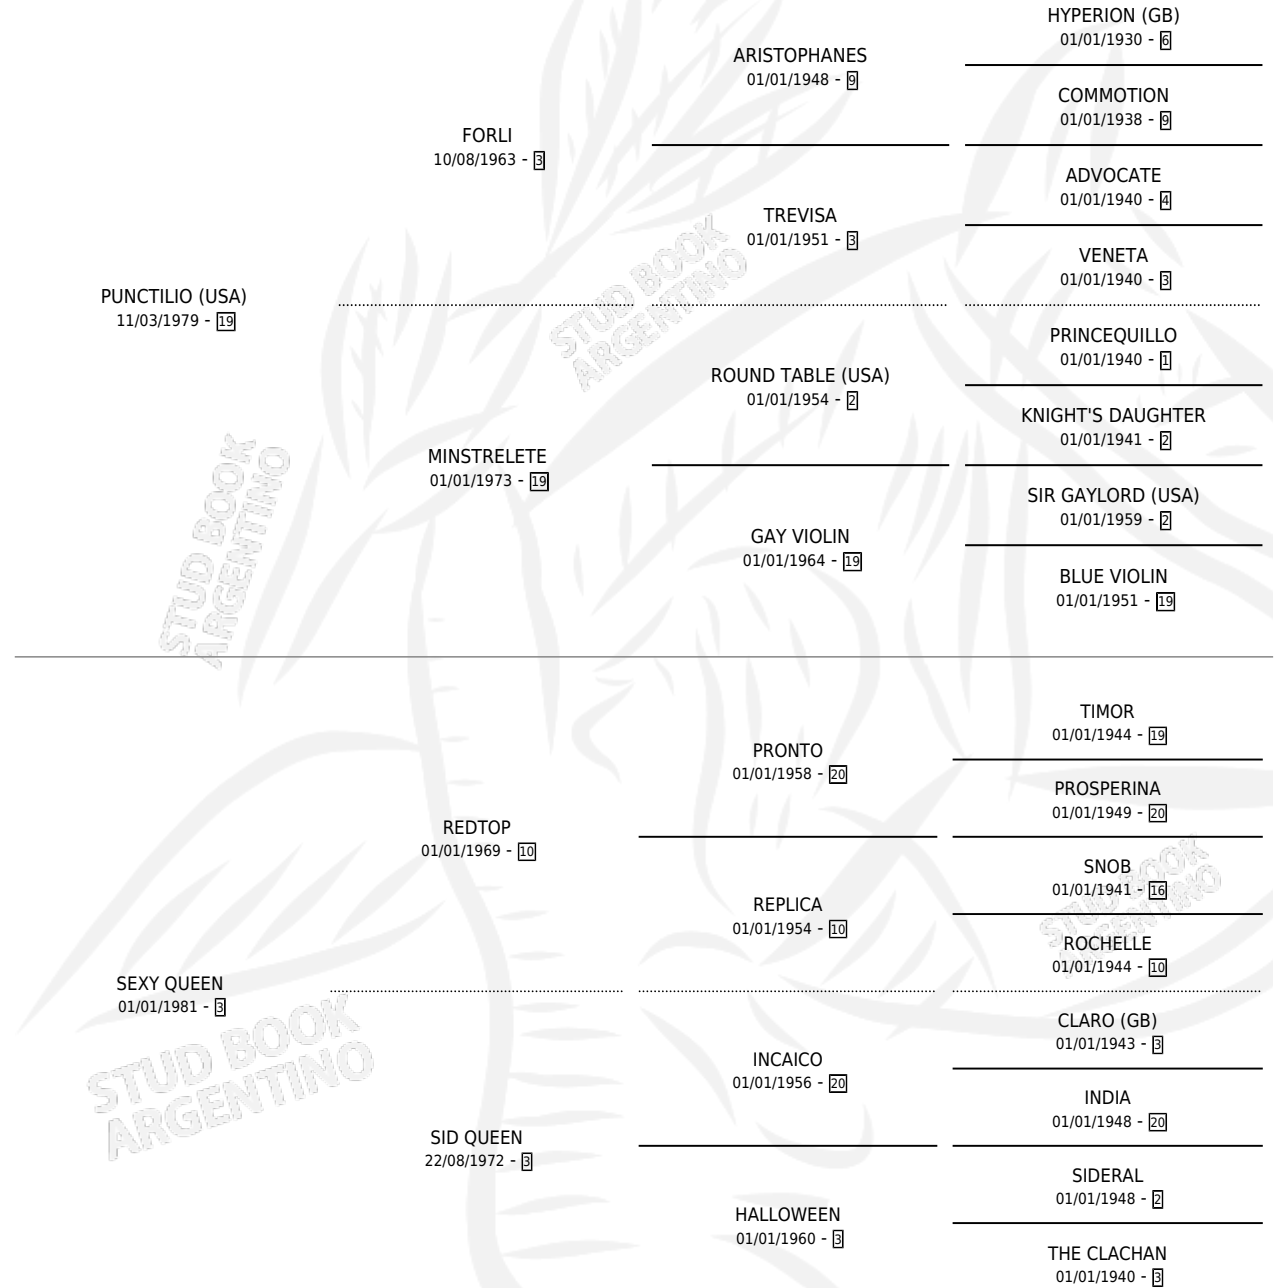 HYPERION (GB)
01/01/1930 - 6
ARISTOPHANES
01/01/1948 - 9
COMMOTION
01/01/1938 - 9
FORLI
10/08/1963 - 3
ADVOCATE
01/01/1940 - 4
TREVISA
01/01/1951 - 3
VENETA
01/01/1940 - 3
PUNCTILIO (USA)
11/03/1979 - 19
STUD BOOK
ARGENTINO
PRINCEQUILLO
01/01/1940 - 1
ROUND TABLE (USA)
01/01/1954 - 2
KNIGHT'S DAUGHTER
01/01/1941 - 2
MINSTRELETE
01/01/1973 - 19
SIR GAYLORD (USA)
01/01/1959 - 2
GAY VIOLIN
01/01/1964 - 19
BLUE VIOLIN
01/01/1951 - 19
STUD BOOK
ARGENTINO
TIMOR
01/01/1944 - 19
PRONTO
01/01/1958 - 20
PROSPERINA
01/01/1949 - 20
REDTOP
01/01/1969 - 10
SNOB
01/01/1941 - 16
REPLICA
01/01/1954 - 10
ROCHELLE
01/01/1944 - 10
STUD BOOK
ARGENTINO
SEXY QUEEN
01/01/1981 - 3
CLARO (GB)
01/01/1943 - 3
INCAICO
01/01/1956 - 20
INDIA
01/01/1948 - 20
STUD BOOK
ARGENTINO
SID QUEEN
22/08/1972 - 3
SIDERAL
01/01/1948 - 2
HALLOWEEN
01/01/1960 - 3
THE CLACHAN
01/01/1940 - 3